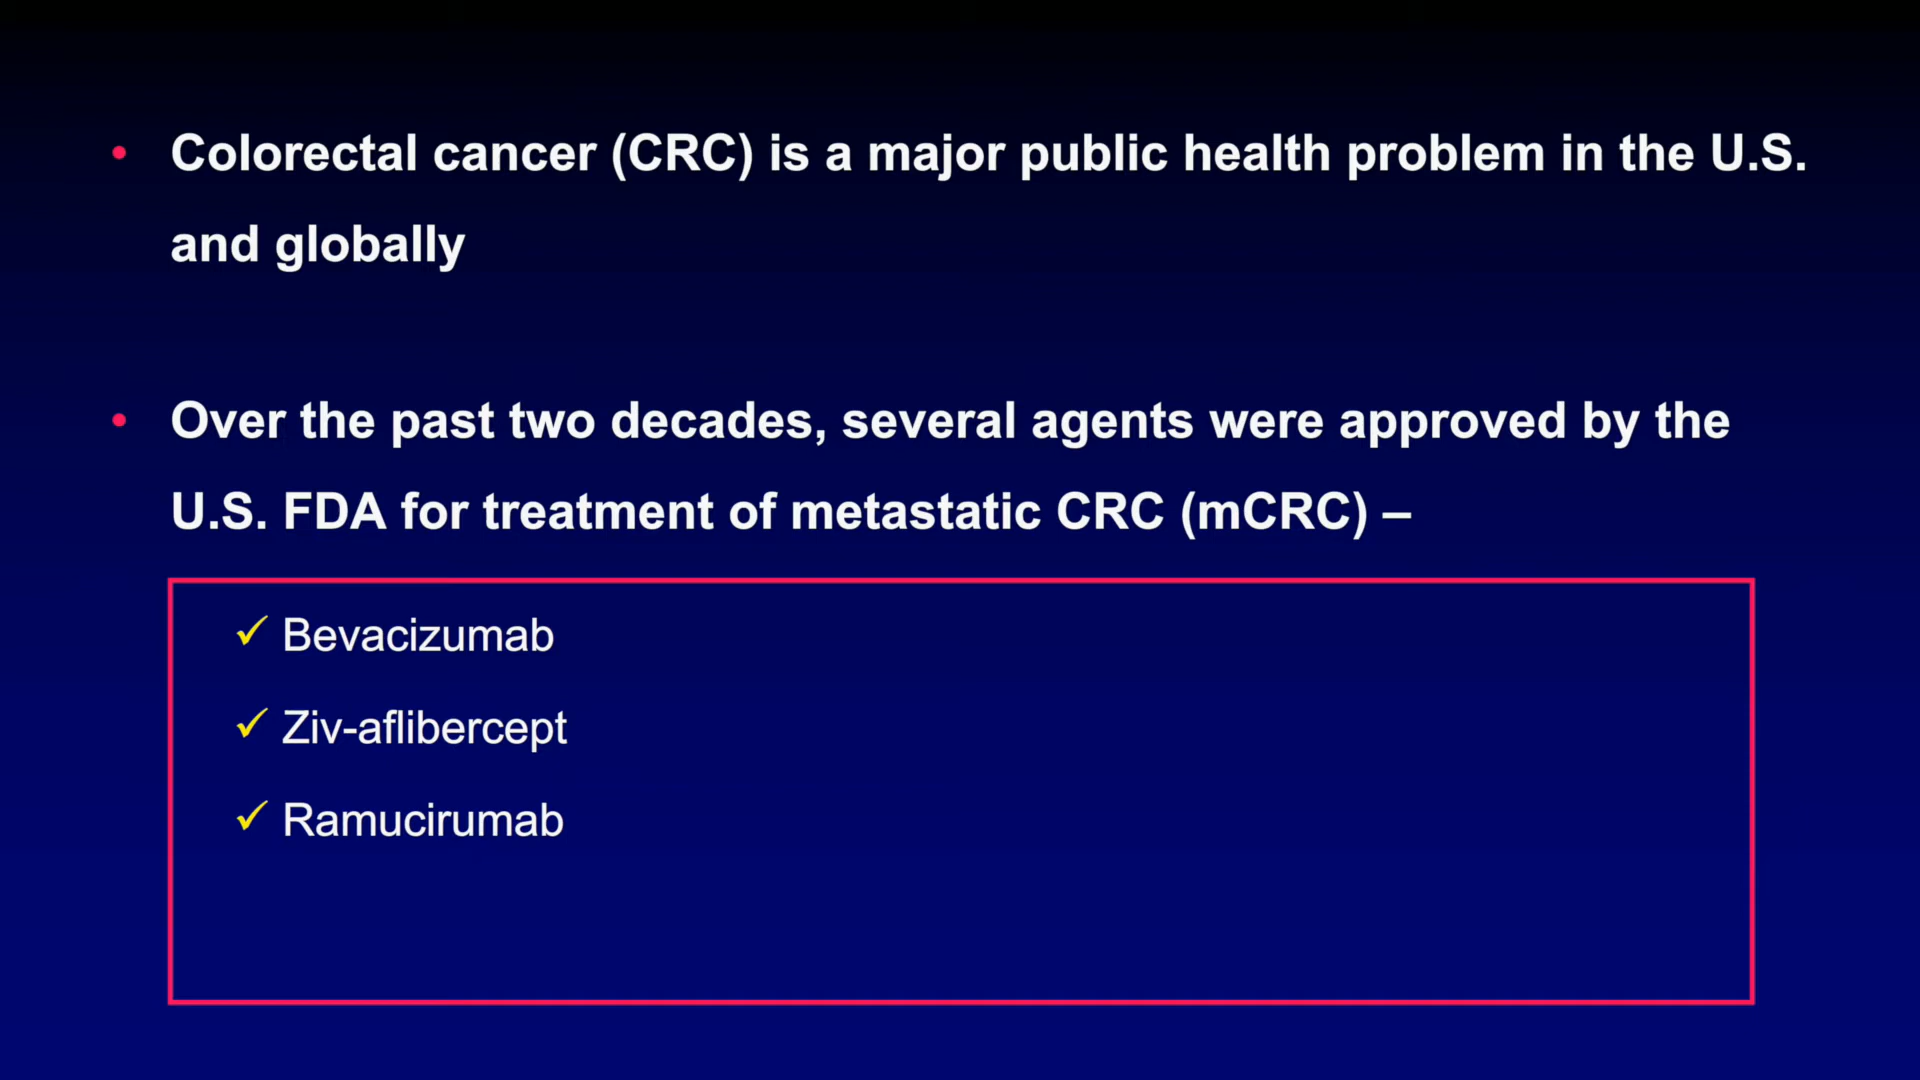 • Colorectal cancer (CRC) is a major public health problem in the U.S.
and globally
• Over the past two decades, several agents were approved by the
U.S. FDA for treatment of metastatic CRC (mCRC) –
✓ Bevacizumab
✓ Ziv-aflibercept
✓ Ramucirumab